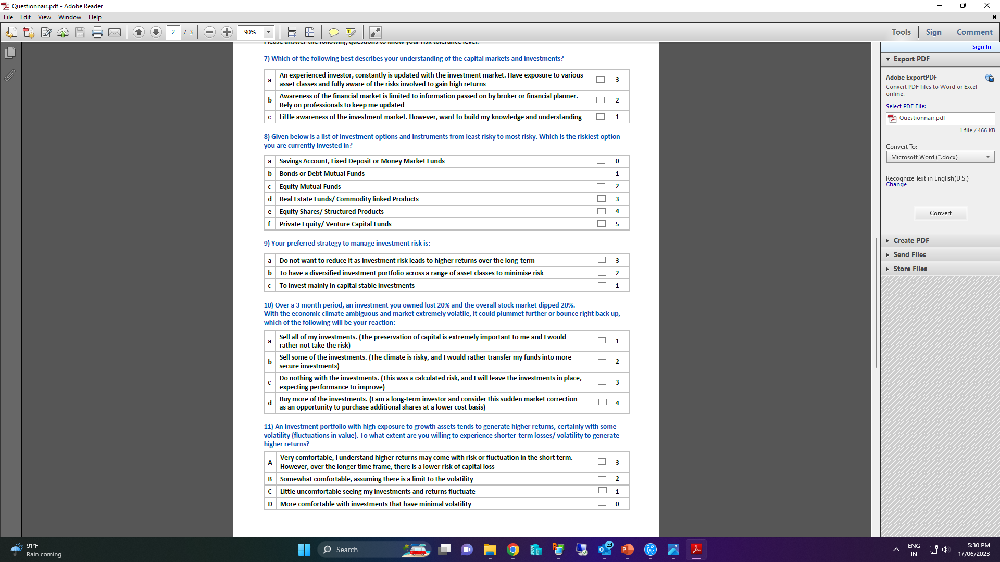 Questionnair.pdf - Adobe Reader
File Edit View Window Help
2 / 3 90% Tools Sign Comment
Please answer the following questions to know your risk tolerance level.
7) Which of the following best describes your understanding of the capital markets and investments?
a An experienced investor, constantly is updated with the investment market. Have exposure to various
asset classes and fully aware of the risks involved to gain high returns 3
b Awareness of the financial market is limited to information passed on by broker or financial planner.
Rely on professionals to keep me updated 2
c Little awareness of the investment market. However, want to build my knowledge and understanding 1
8) Given below is a list of investment options and instruments from least risky to most risky. Which is the riskiest option
you are currently invested in?
a Savings Account, Fixed Deposit or Money Market Funds 0
b Bonds or Debt Mutual Funds 1
c Equity Mutual Funds 2
d Real Estate Funds/ Commodity linked Products 3
e Equity Shares/ Structured Products 4
f Private Equity/ Venture Capital Funds 5
9) Your preferred strategy to manage investment risk is:
a Do not want to reduce it as investment risk leads to higher returns over the long-term 3
b To have a diversified investment portfolio across a range of asset classes to minimise risk 2
c To invest mainly in capital stable investments 1
10) Over a 3 month period, an investment you owned lost 20% and the overall stock market dipped 20%.
With the economic climate ambiguous and market extremely volatile, it could plummet further or bounce right back up,
which of the following will be your reaction:
a Sell all of my investments. (The preservation of capital is extremely important to me and I would
rather not take the risk) 1
b Sell some of the investments. (The climate is risky, and I would rather transfer my funds into more
secure investments) 2
c Do nothing with the investments. (This was a calculated risk, and I will leave the investments in place,
expecting performance to improve) 3
d Buy more of the investments. (I am a long-term investor and consider this sudden market correction
as an opportunity to purchase additional shares at a lower cost basis) 4
11) An investment portfolio with high exposure to growth assets tends to generate higher returns, certainly with some
volatility (fluctuations in value). To what extent are you willing to experience shorter-term losses/ volatility to generate
higher returns?
A Very comfortable, I understand higher returns may come with risk or fluctuation in the short term.
However, over the longer time frame, there is a lower risk of capital loss 3
B Somewhat comfortable, assuming there is a limit to the volatility 2
C Little uncomfortable seeing my investments and returns fluctuate 1
D More comfortable with investments that have minimal volatility 0
Sign In
Export PDF
Adobe ExportPDF
Convert PDF files to Word or Excel
online.
Select PDF File:
Questionnair.pdf
1 file / 466 KB
Convert To:
Microsoft Word (*.docx)
Recognize Text in English(U.S.)
Change
Convert
Create PDF
Send Files
Store Files
91°F
Rain coming
Search
ENG
IN
5:30 PM
17/06/2023